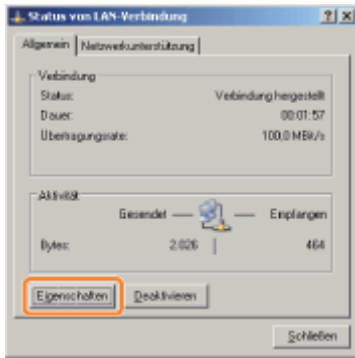 Status von LAN-Verbindung
Allgemein Netzwerkunterstützung
Verbindung
Status: Verbindung hergestellt
Dauer: 00:01:57
Übertragungsrate: 100,0 MBit/s
Aktivität
Gesendet — — Empfangen
Bytes: 2.026 | 464
Eigenschaften Deaktivieren
Schließen